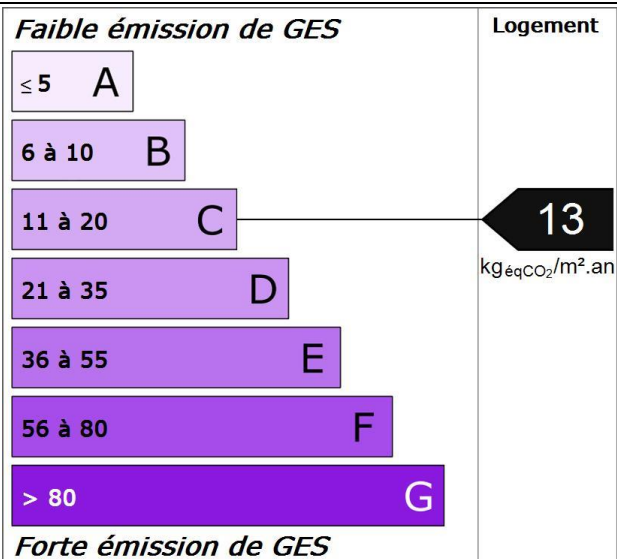 Faible émission de GES
Logement
≤ 5 A
6 à 10 B
11 à 20 C
13
kgéqCO₂/m².an
21 à 35 D
36 à 55 E
56 à 80 F
> 80 G
Forte émission de GES